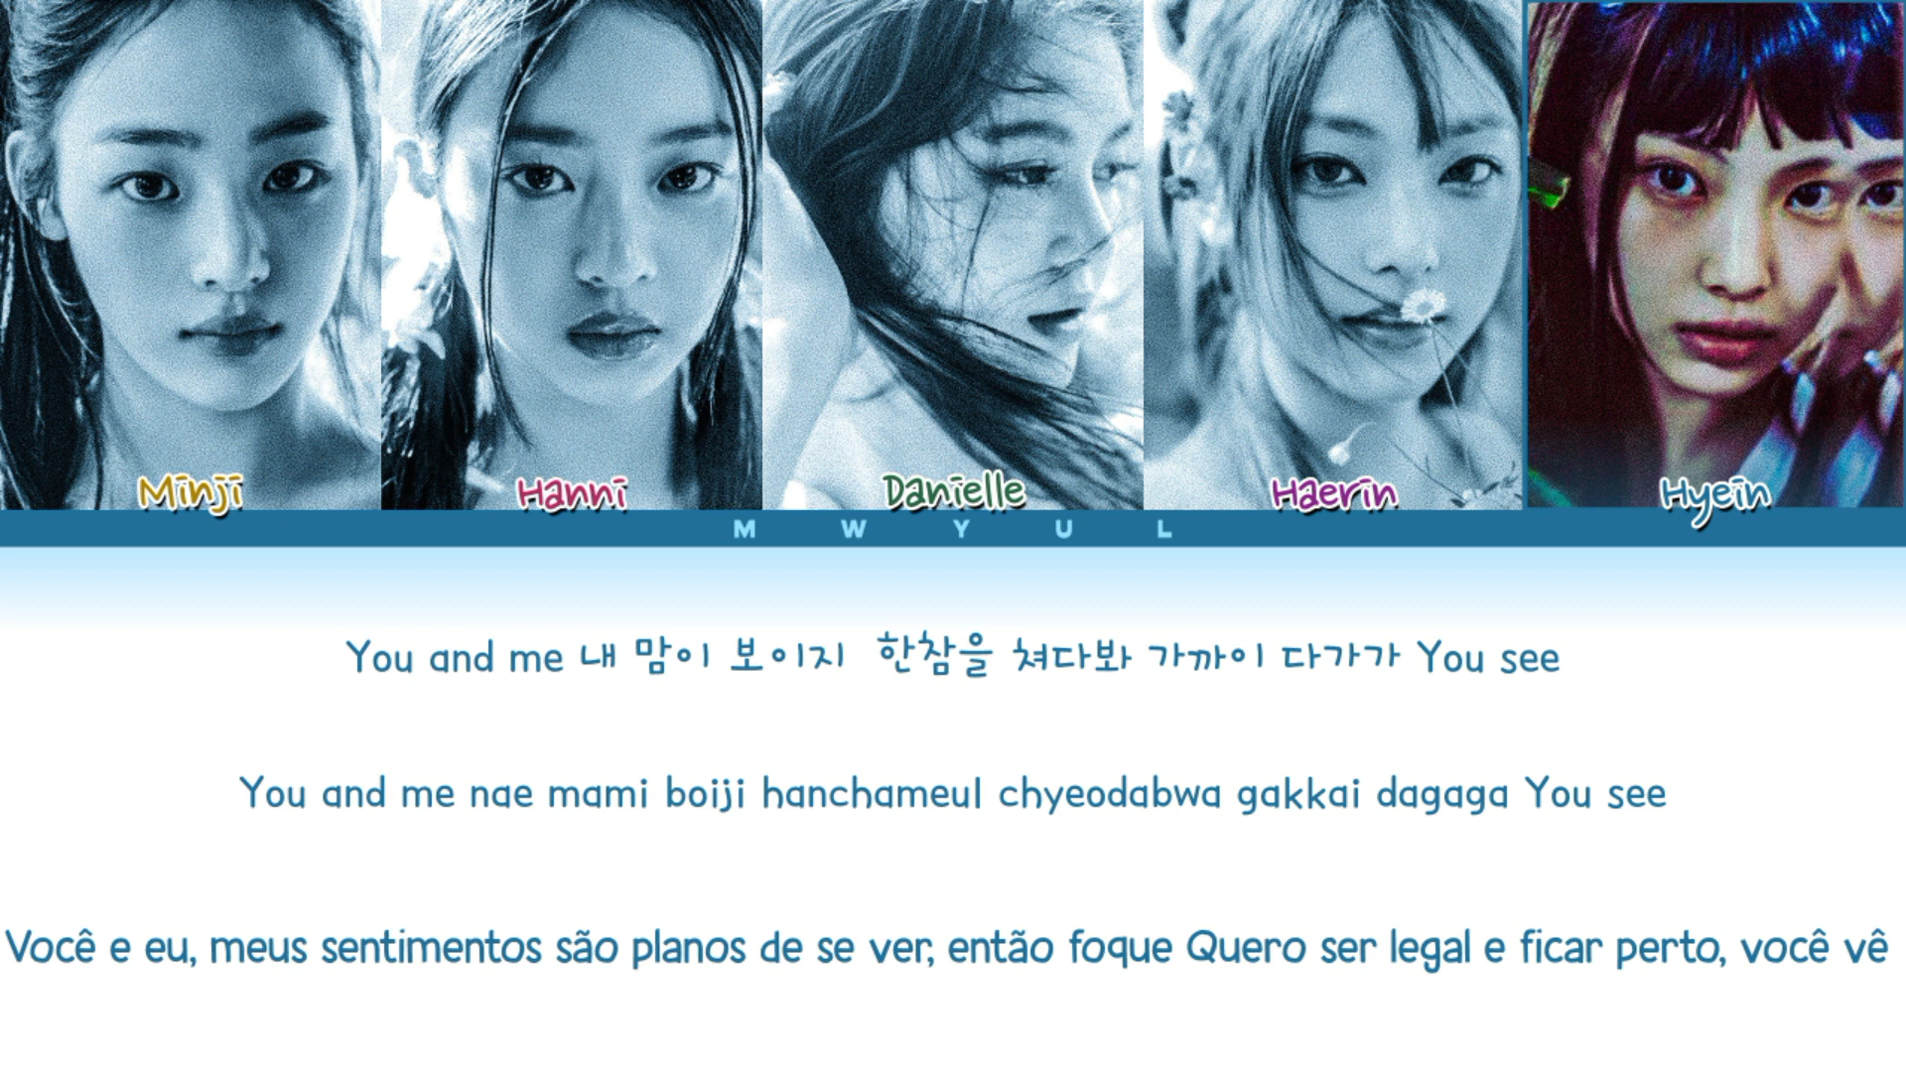 Minji Hanni Danielle Haerin Hyein
M W Y U L
You and me 내 맘이 보이지 한참을 쳐다봐 가까이 다가가 You see
You and me nae mami boiji hanchameul chyeodabwa gakkai dagaga You see
Você e eu, meus sentimentos são planos de se ver, então foque Quero ser legal e ficar perto, você vê